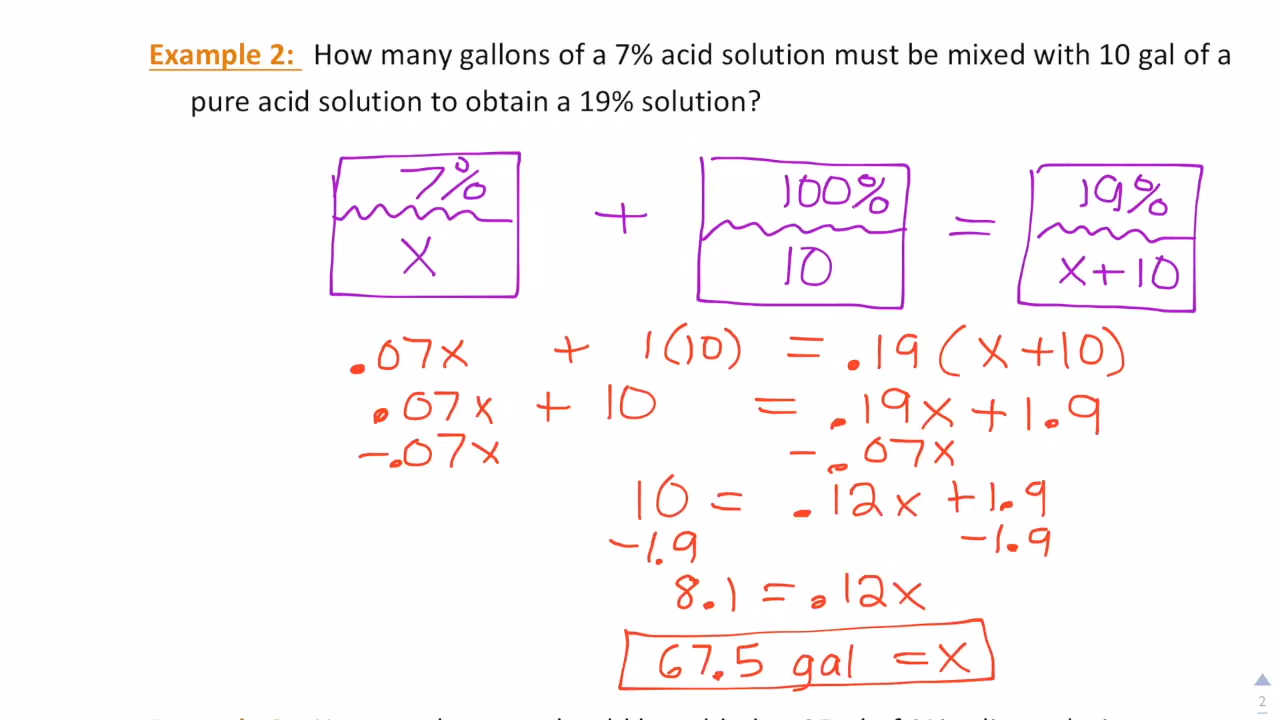 Example 2: How many gallons of a 7% acid solution must be mixed with 10 gal of a
pure acid solution to obtain a 19% solution?
7% + 100% = 19%
x 10 x+10
.07x + 1(10) = .19(x+10)
.07x + 10 = .19x+1.9
-.07x -.07x
10 = .12x +1.9
-1.9 -1.9
8.1 = .12x
67.5 gal = x
2